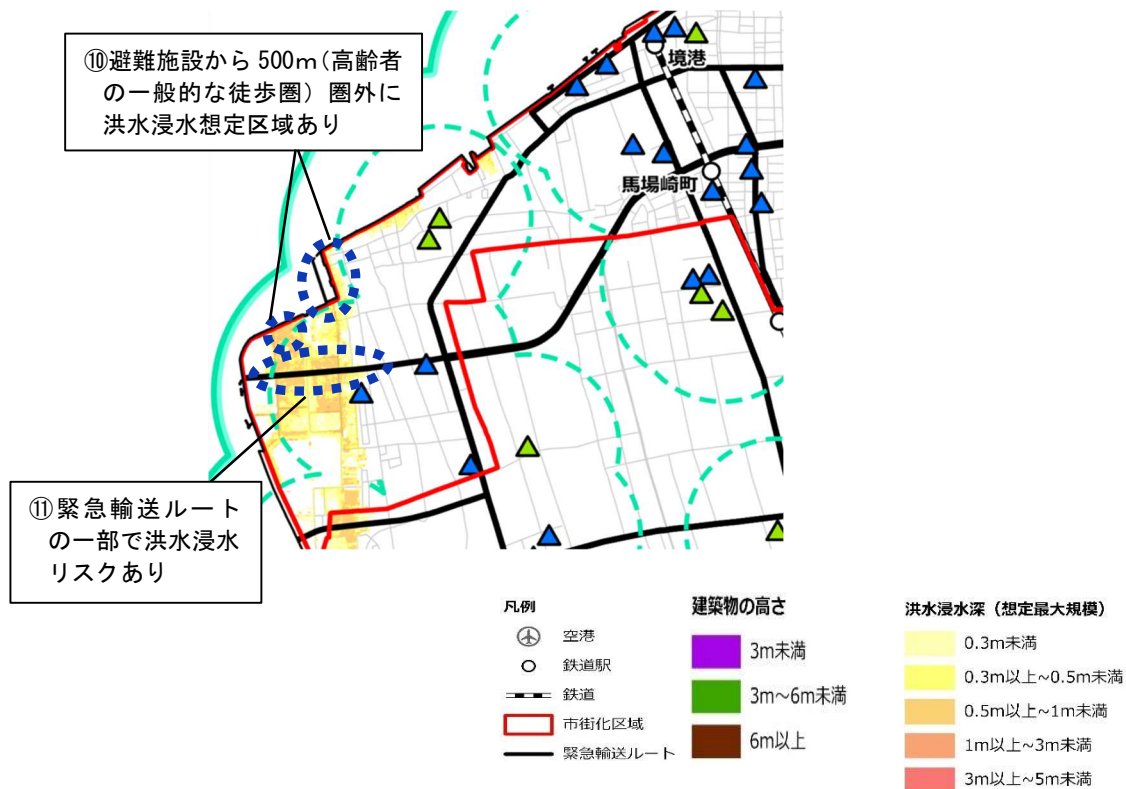 ⑩避難施設から500m(高齢者
の一般的な徒歩圏)圏外に
洪水浸水想定区域あり
境港
馬場崎町
⑪緊急輸送ルート
の一部で洪水浸水
リスクあり
凡例
空港
鉄道駅
鉄道
市街化区域
緊急輸送ルート
建築物の高さ
3m未満
3m~6m未満
6m以上
洪水浸水深(想定最大規模)
0.3m未満
0.3m以上~0.5m未満
0.5m以上~1m未満
1m以上~3m未満
3m以上~5m未満